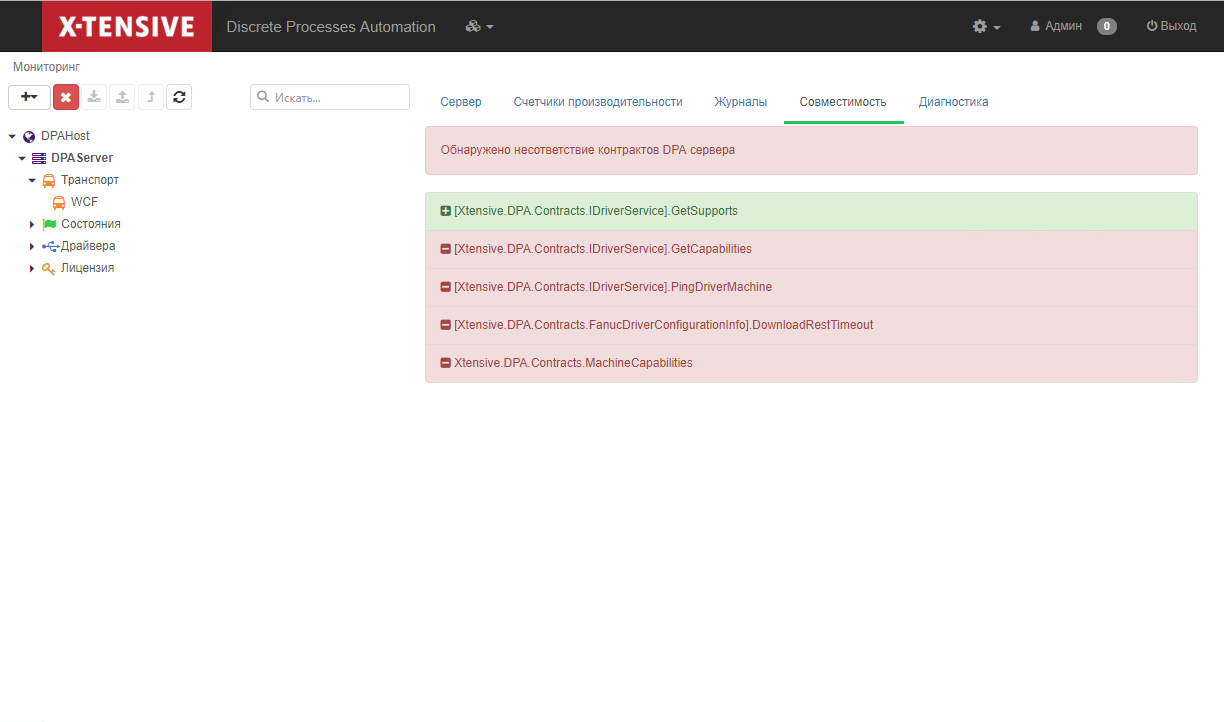 X-TENSIVE Discrete Processes Automation Админ 0 Выход
Мониторинг
Искать...
Сервер Счетчики производительности Журналы Совместимость Диагностика
DPAHost
DPAServer
Транспорт
WCF
Состояния
Драйвера
Лицензия
Обнаружено несответствие контрактов DPA сервера
[Xtensive.DPA.Contracts.IDriverService].GetSupports
[Xtensive.DPA.Contracts.IDriverService].GetCapabilities
[Xtensive.DPA.Contracts.IDriverService].PingDriverMachine
[Xtensive.DPA.Contracts.FanucDriverConfigurationInfo].DownloadRestTimeout
Xtensive.DPA.Contracts.MachineCapabilities